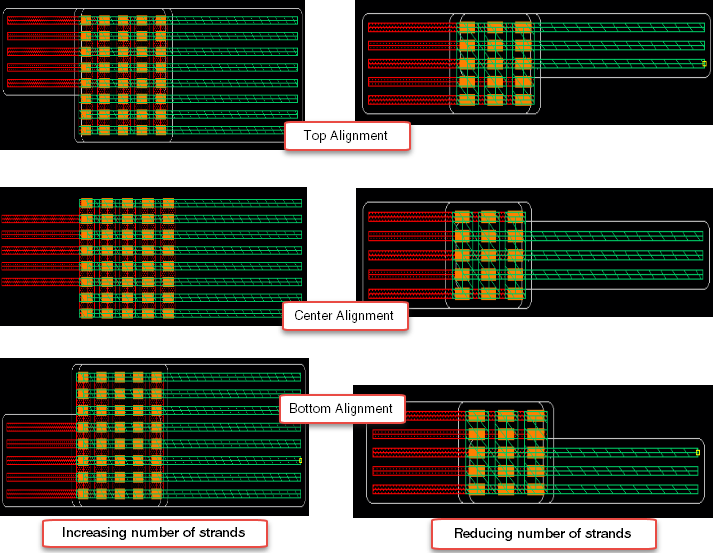 Top Alignment
Center Alignment
Bottom Alignment
Increasing number of strands
Reducing number of strands